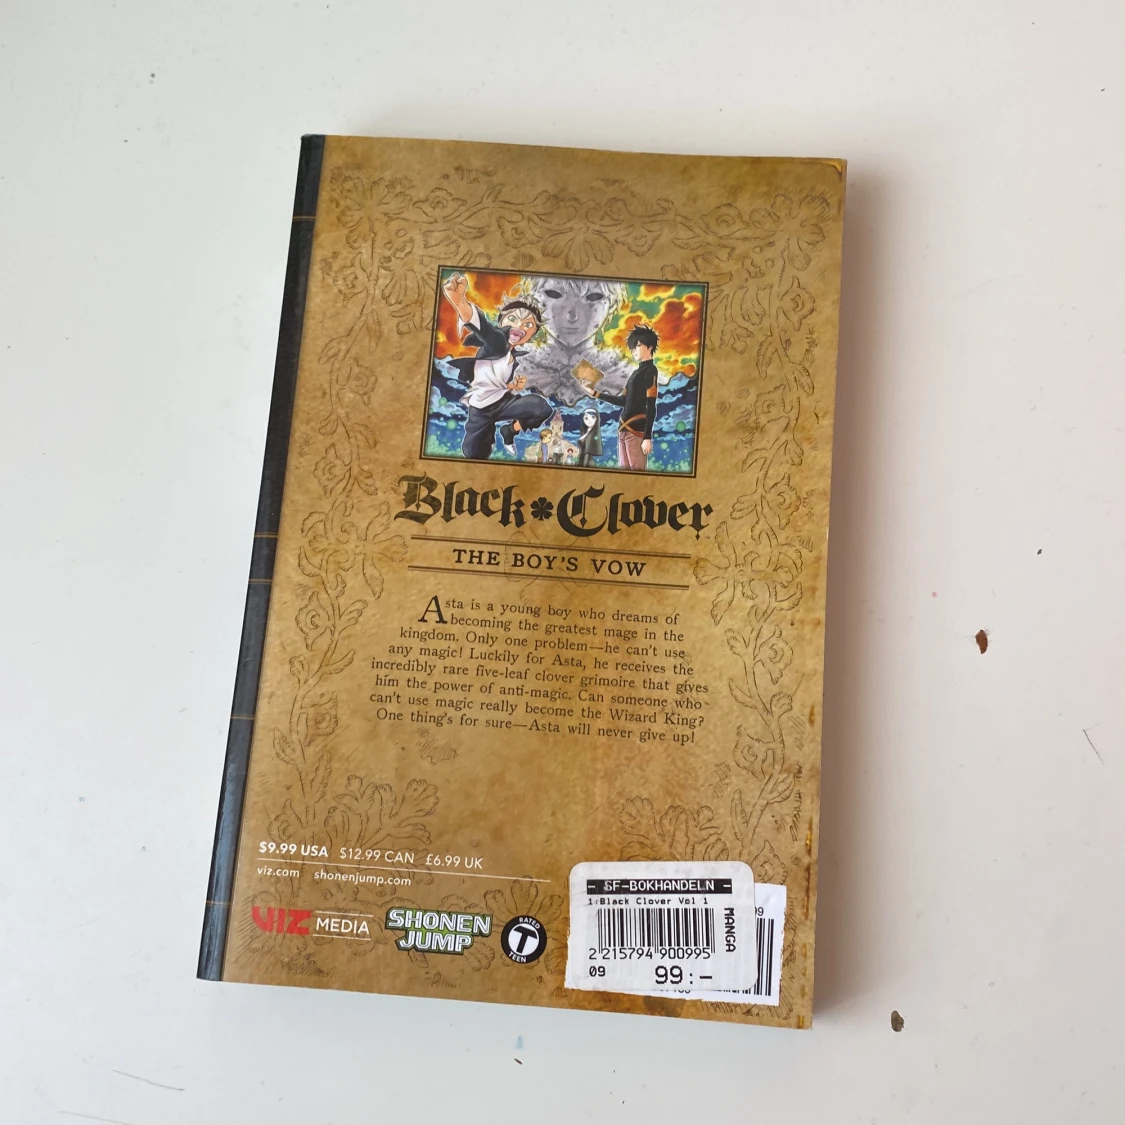 Black Clover
THE BOY'S VOW
Asta is a young boy who dreams of
becoming the greatest mage in the
kingdom. Only one problem—he can't use
any magic! Luckily for Asta, he receives the
incredibly rare five-leaf clover grimoire that gives
him the power of anti-magic. Can someone who
can't use magic really become the Wizard King?
One thing's for sure—Asta will never give up!
$9.99 USA $12.99 CAN £6.99 UK
viz.com shonenjump.com
VIZ MEDIA
SHONEN
JUMP
RATED
T
TEEN
- SF-BOKHANDELN -
1:Black Clover Vol 1
MANGA
2 215794 900995
09
99:-